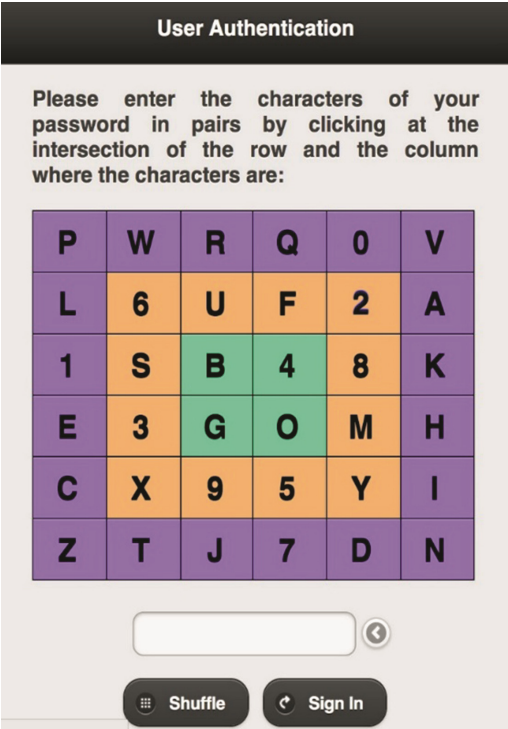 User Authentication
Please enter the characters of your
password in pairs by clicking at the
intersection of the row and the column
where the characters are:
P W R Q 0 V
L 6 U F 2 A
1 S B 4 8 K
E 3 G O M H
C X 9 5 Y I
Z T J 7 D N
Shuffle Sign In